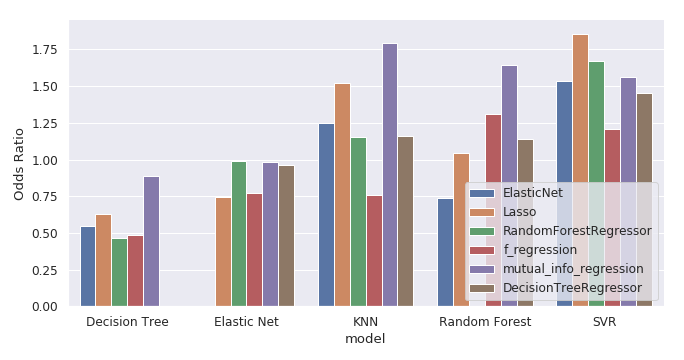 1.75
1.50
1.25
1.00
0.75
0.50
0.25
0.00
Odds Ratio
ElasticNet
Lasso
RandomForestRegressor
f_regression
mutual_info_regression
DecisionTreeRegressor
Decision Tree
Elastic Net
KNN
Random Forest
SVR
model